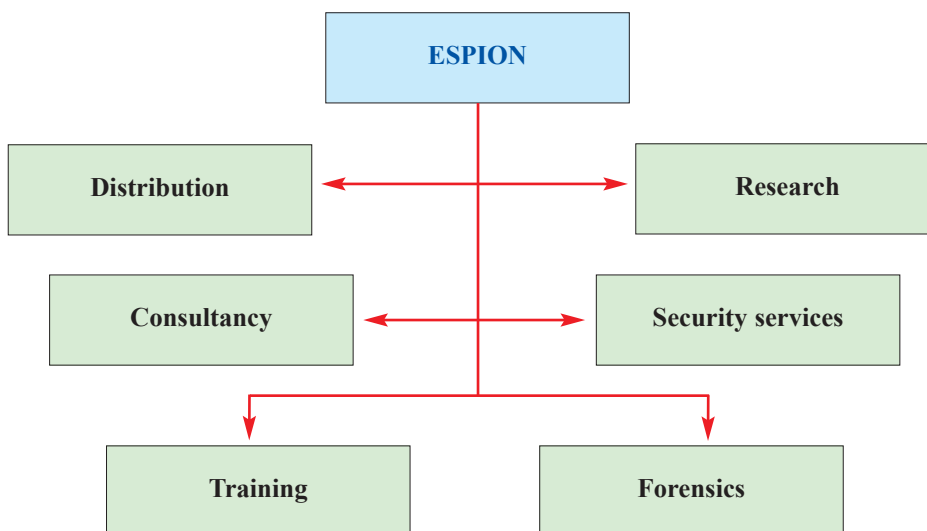 ESPION
Distribution
Research
Consultancy
Security services
Training
Forensics